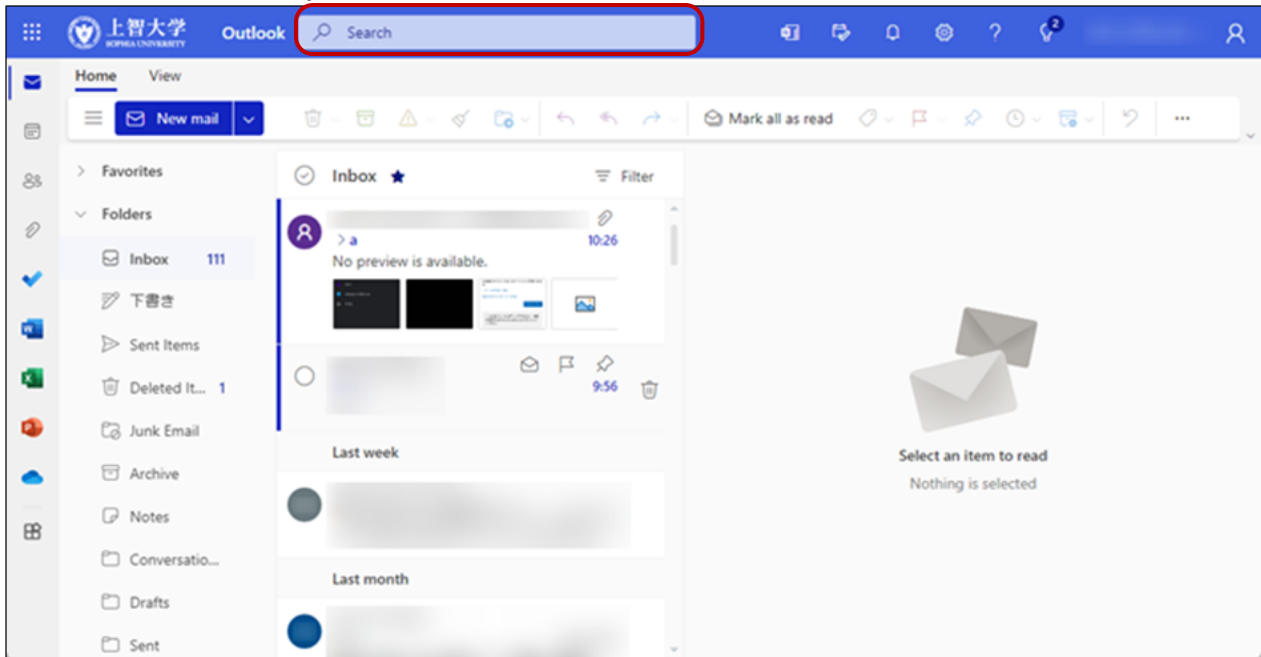 上智大学
SOPHIA UNIVERSITY
Outlook
Search
2
Home View
New mail
Mark all as read
Favorites
Folders
Inbox 111
下書き
Sent Items
Deleted It... 1
Junk Email
Archive
Notes
Conversatio...
Drafts
Sent
Inbox
Filter
a
10:26
No preview is available.
9:56
Last week
Last month
Select an item to read
Nothing is selected